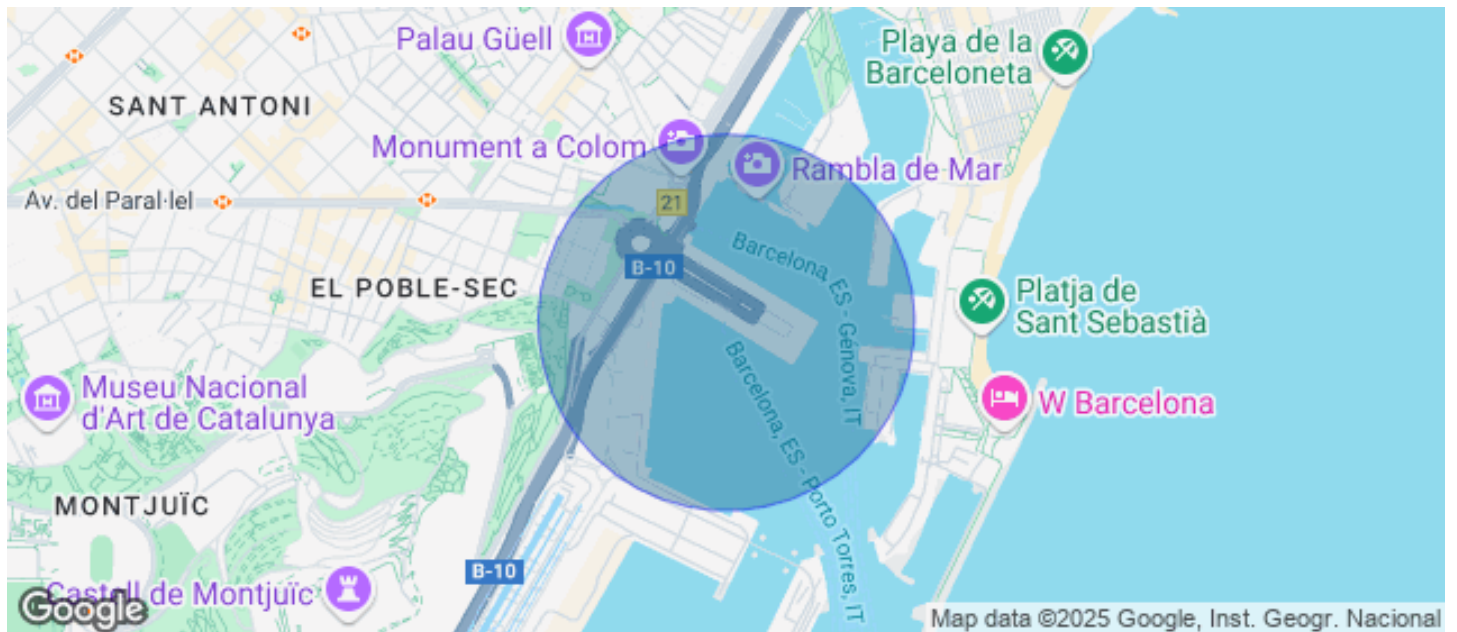 Palau Güell
Playa de la
Barceloneta
SANT ANTONI
Monument a Colom
Rambla de Mar
Av. del Paral·lel
21
Barcelona, ES - Génova, IT
B-10
EL POBLE-SEC
Platja de
Sant Sebastià
Barcelona, ES - Porto Torres, IT
Museu Nacional
d'Art de Catalunya
W Barcelona
MONTJUÏC
B-10
Castell de Montjuïc
Google
Map data ©2025 Google, Inst. Geogr. Nacional